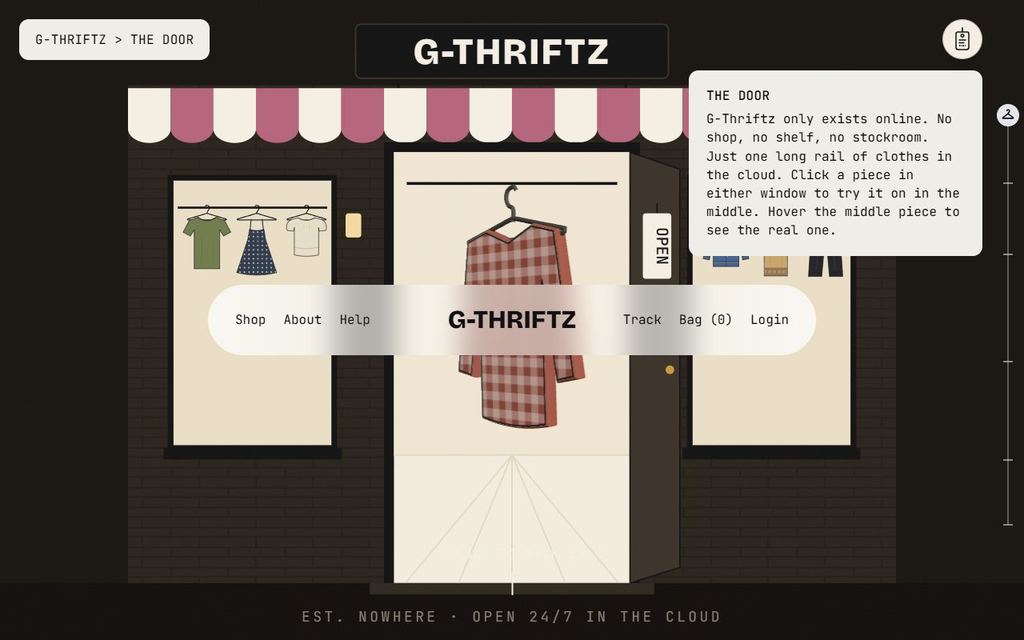 G-THRIFTZ > THE DOOR
G-THRIFTZ
THE DOOR
G-Thriftz only exists online. No
shop, no shelf, no stockroom.
Just one long rail of clothes in
the cloud. Click a piece in
either window to try it on in the
middle. Hover the middle piece to
see the real one.
OPEN
Shop About Help G-THRIFTZ Track Bag (0) Login
EST. NOWHERE · OPEN 24/7 IN THE CLOUD